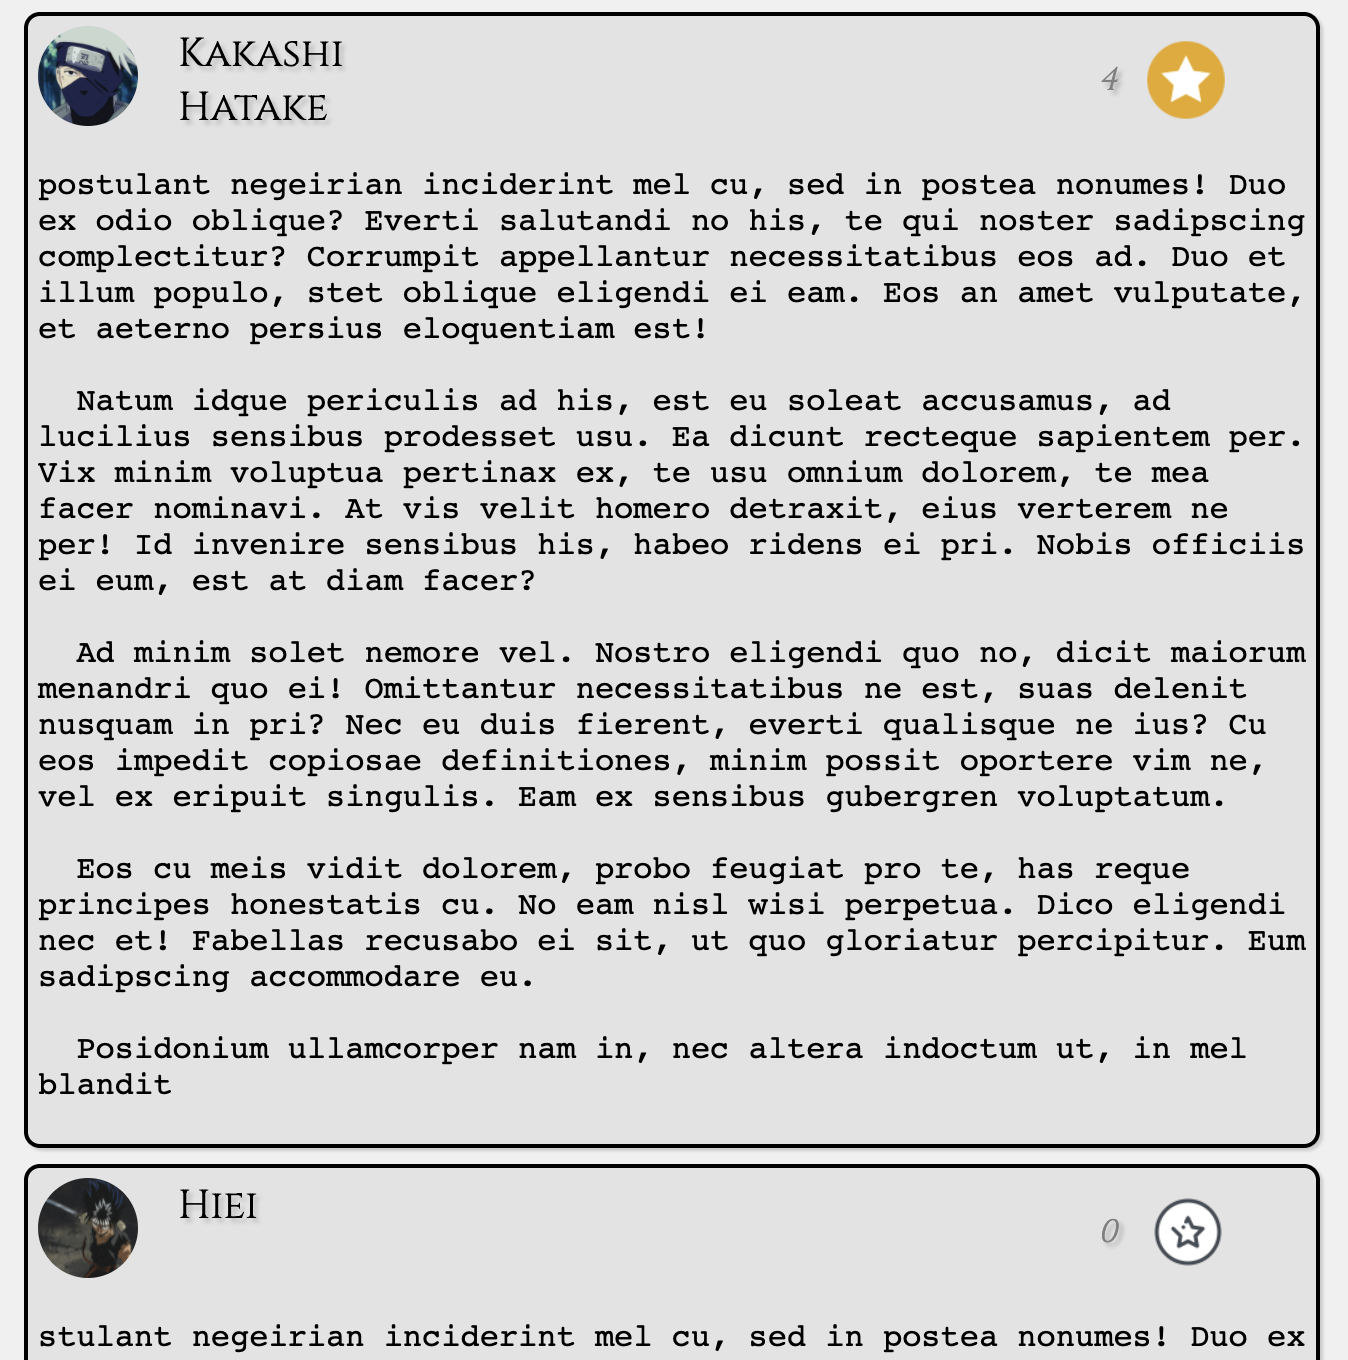 Kakashi
Hatake
4
postulant negeirian inciderint mel cu, sed in postea nonumes! Duo
ex odio oblique? Everti salutandi no his, te qui noster sadipscing
complectitur? Corrumpit appellantur necessitatibus eos ad. Duo et
illum populo, stet oblique eligendi ei eam. Eos an amet vulputate,
et aeterno persius eloquentiam est!
Natum idque periculis ad his, est eu soleat accusamus, ad
lucilius sensibus prodesset usu. Ea dicunt recteque sapientem per.
Vix minim voluptua pertinax ex, te usu omnium dolorem, te mea
facer nominavi. At vis velit homero detraxit, eius verterem ne
per! Id invenire sensibus his, habeo ridens ei pri. Nobis officiis
ei eum, est at diam facer?
Ad minim solet nemore vel. Nostro eligendi quo no, dicit maiorum
menandri quo ei! Omittantur necessitatibus ne est, suas delenit
nusquam in pri? Nec eu duis fierent, everti qualisque ne ius? Cu
eos impedit copiosae definitiones, minim possit oportere vim ne,
vel ex eripuit singulis. Eam ex sensibus gubergren voluptatum.
Eos cu meis vidit dolorem, probo feugiat pro te, has reque
principes honestatis cu. No eam nisl wisi perpetua. Dico eligendi
nec et! Fabellas recusabo ei sit, ut quo gloriatur percipitur. Eum
sadipscing accommodare eu.
Posidonium ullamcorper nam in, nec altera indoctum ut, in mel
blandit
Hiei
0
stulant negeirian inciderint mel cu, sed in postea nonumes! Duo ex